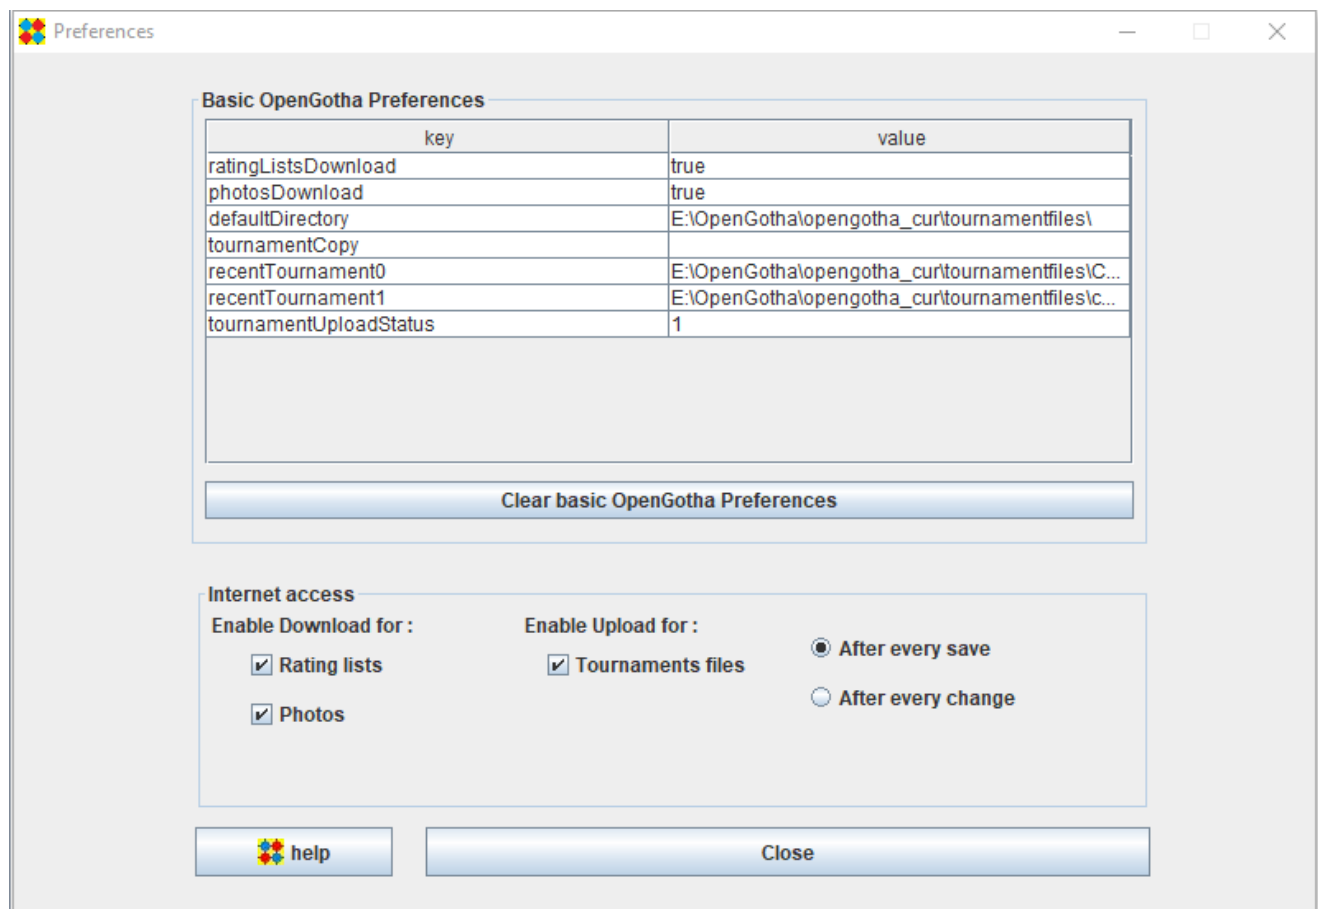 Preferences
Basic OpenGotha Preferences
key value
ratingListsDownload true
photosDownload true
defaultDirectory E:\OpenGotha\opengotha_cur\tournamentfiles\
tournamentCopy
recentTournament0 E:\OpenGotha\opengotha_cur\tournamentfiles\C...
recentTournament1 E:\OpenGotha\opengotha_cur\tournamentfiles\c...
tournamentUploadStatus 1
Clear basic OpenGotha Preferences
Internet access
Enable Download for : Enable Upload for :
After every save
Rating lists Tournaments files
After every change
Photos
help Close